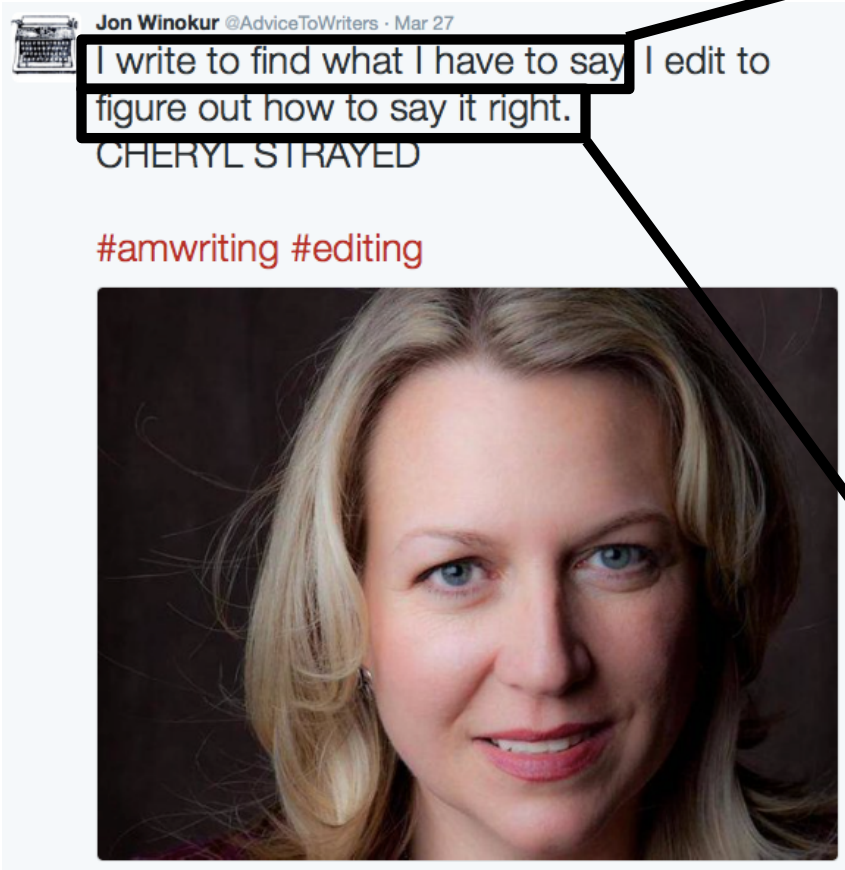 Jon Winokur @AdviceToWriters · Mar 27
I write to find what I have to say. I edit to
figure out how to say it right.
CHERYL STRAYED
#amwriting #editing